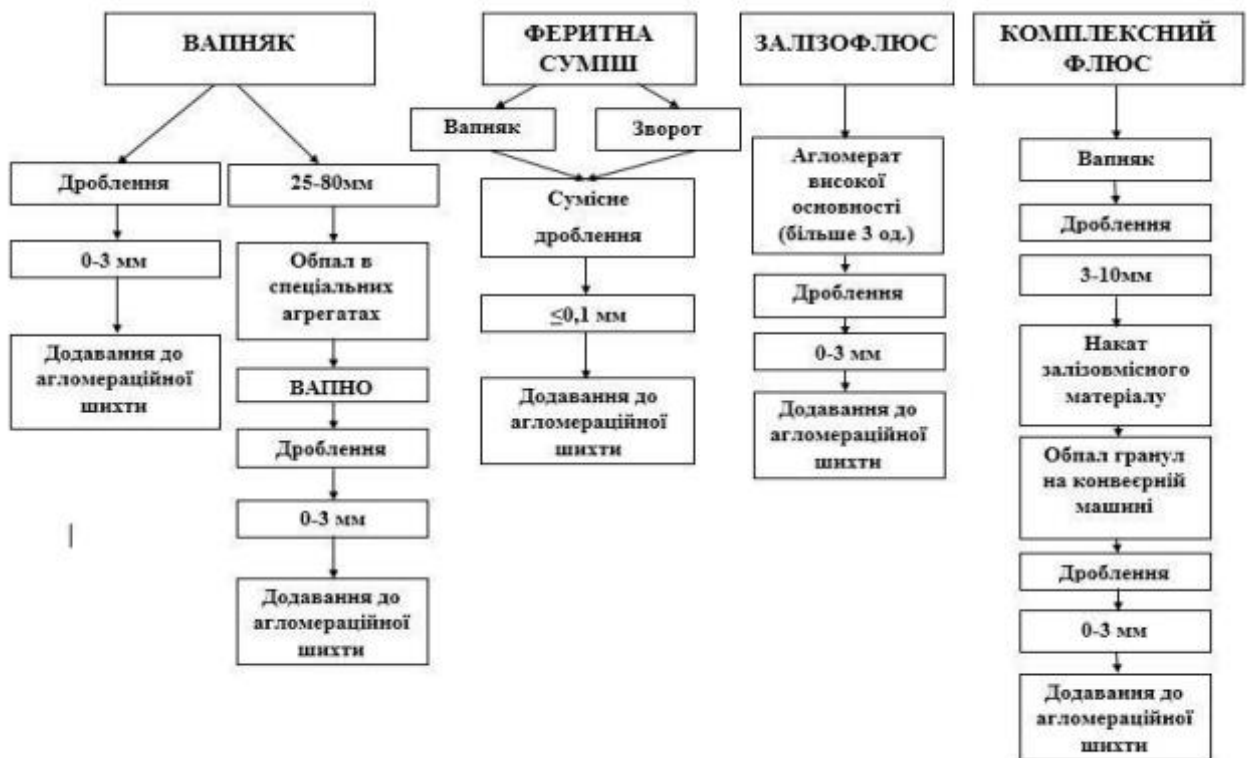 ВАПНЯК
Дроблення
0-3 мм
Додавання до
агломераційної
шихти
25-80мм
Обпал в
спеціальних
агрегатах
ВАПНО
Дроблення
0-3 мм
Додавання до
агломераційної
шихти
ФЕРИТНА
СУМІШ
Вапняк
Зворот
Сумісне
дроблення
≤0,1 мм
Додавання до
агломераційної
шихти
ЗАЛІЗОФЛЮС
Агломерат
високої
основності
(більше 3 од.)
Дроблення
0-3 мм
Додавання до
агломераційної
шихти
КОМПЛЕКСНИЙ
ФЛЮС
Вапняк
Дроблення
3-10мм
Накат
залізовмісного
матеріалу
Обпал гранул
на конвеєрній
машині
Дроблення
0-3 мм
Додавання до
агломераційної
шихти